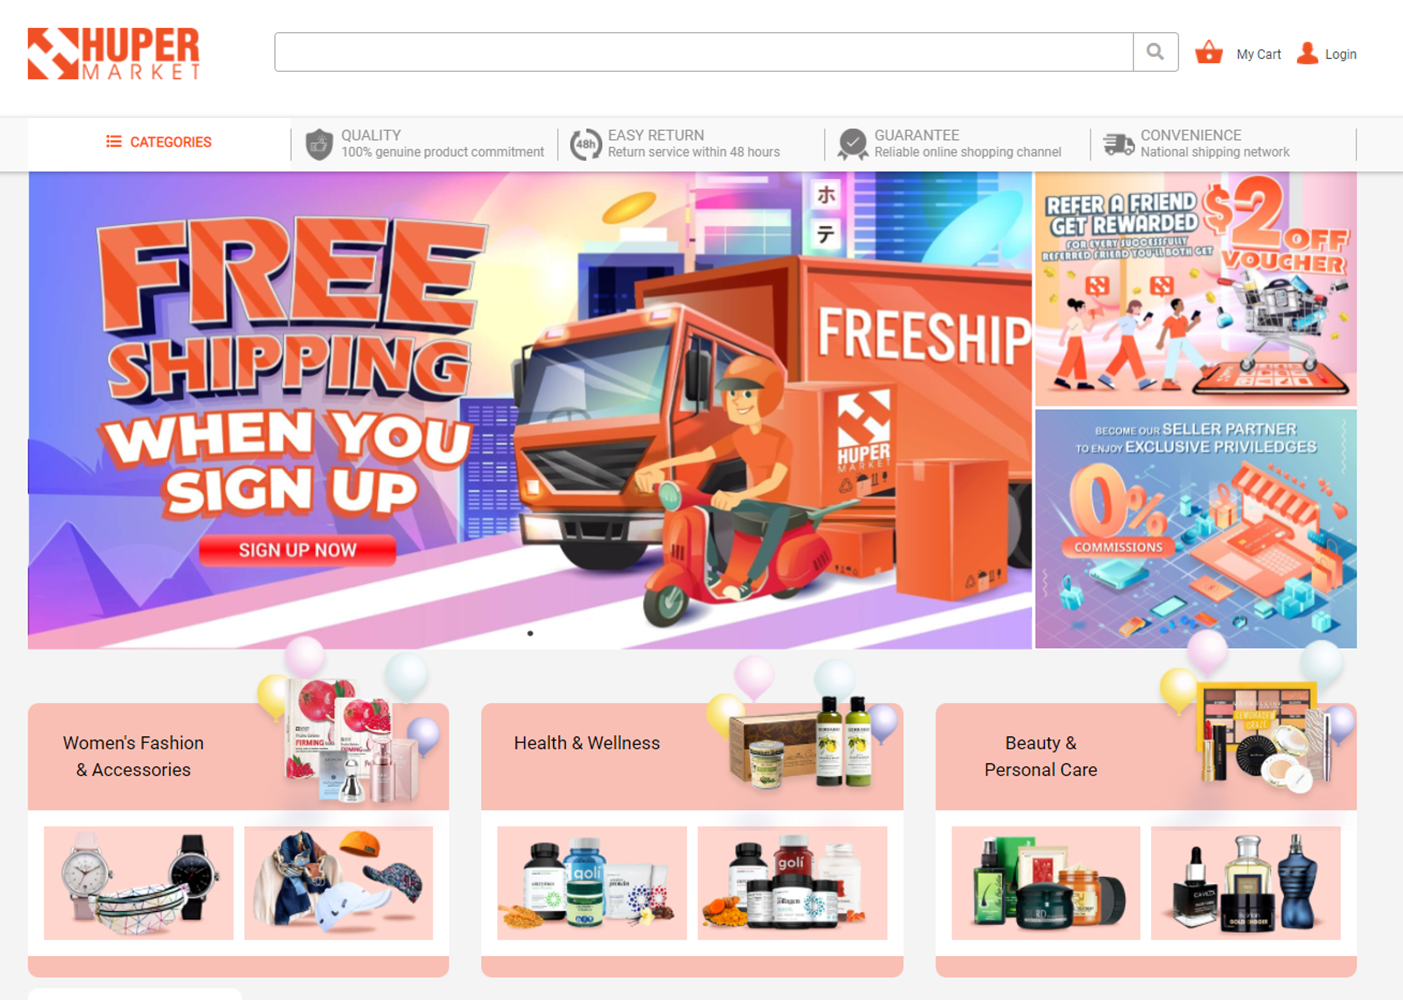 HUPER
MARKET
My Cart
Login
CATEGORIES
QUALITY
100% genuine product commitment
48h
EASY RETURN
Return service within 48 hours
GUARANTEE
Reliable online shopping channel
CONVENIENCE
National shipping network
FREE
SHIPPING
WHEN YOU
SIGN UP
SIGN UP NOW
ホ
テ
FREESHIP
HUPER
MARKET
REFER A FRIEND
GET REWARDED
FOR EVERY SUCCESSFULLY
REFERRED FRIEND YOU'LL BOTH GET
$2 OFF
VOUCHER
BECOME OUR SELLER PARTNER
TO ENJOY EXCLUSIVE PRIVILEDGES
0%
COMMISSIONS
Women's Fashion
& Accessories
FIRMING
Health & Wellness
Beauty &
Personal Care
goli
protein
goli
collagen
RD